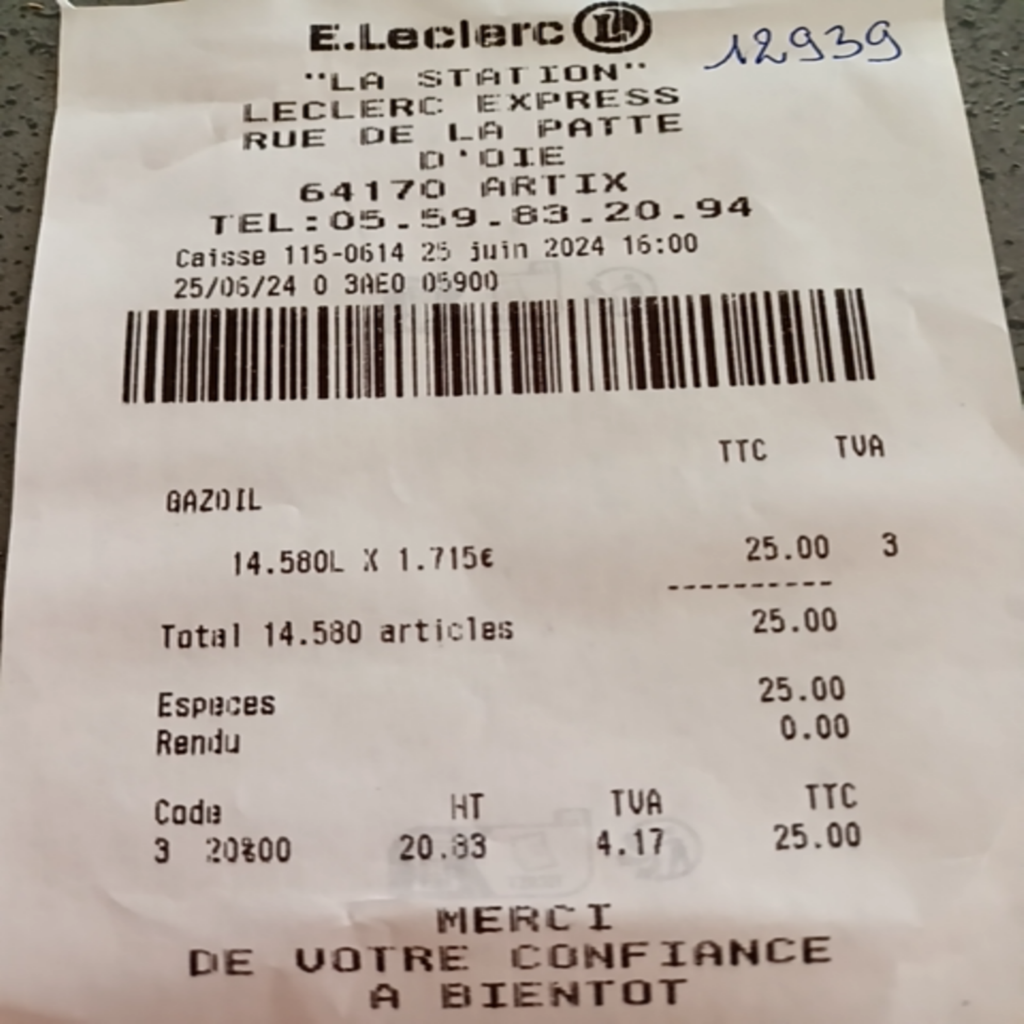 E.Leclerc L
12939
"LA STATION"
LECLERC EXPRESS
RUE DE LA PATTE
D'OIE
64170 ARTIX
TEL:05.59.83.20.94
Caisse 115-0614 25 juin 2024 16:00
25/06/24 0 3AE0 05900
TTC TVA
GAZOIL
14.580L X 1.715€ 25.00 3
----------
Total 14.580 articles 25.00
Especes 25.00
Rendu 0.00
Code HT TVA TTC
3 20%00 20.83 4.17 25.00
MERCI
DE VOTRE CONFIANCE
A BIENTOT